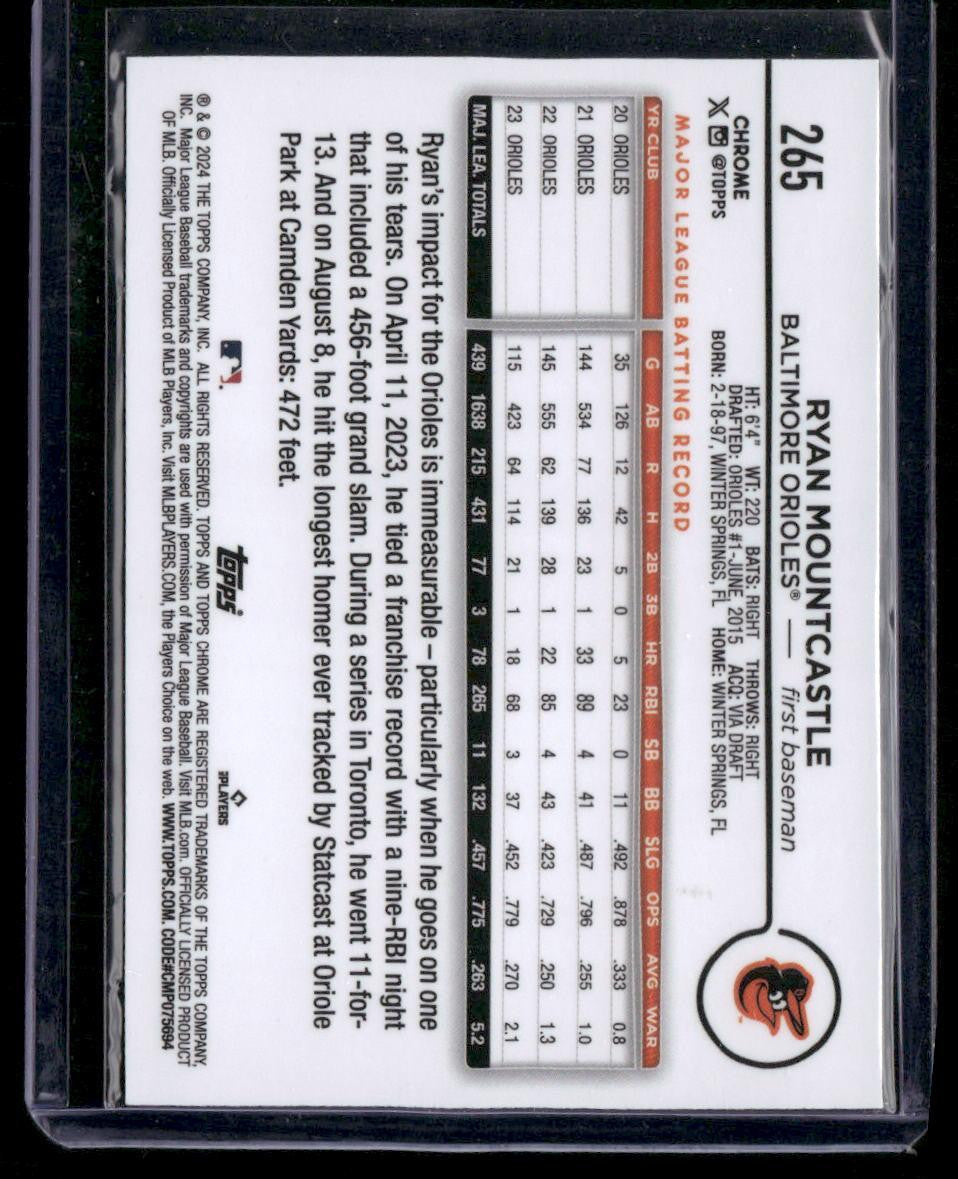 265
RYAN MOUNTCASTLE
BALTIMORE ORIOLES® — first baseman
CHROME
X @TOPPS
HT: 6'4" WT: 220 BATS: RIGHT THROWS: RIGHT
DRAFTED: ORIOLES #1-JUNE, 2015 ACQ: VIA DRAFT
BORN: 2-18-97, WINTER SPRINGS, FL HOME: WINTER SPRINGS, FL
MAJOR LEAGUE BATTING RECORD
YR CLUB G AB R H 2B 3B HR RBI SB BB SLG OPS AVG WAR
20 ORIOLES 35 126 12 42 5 0 5 23 0 11 .492 .878 .333 0.8
21 ORIOLES 144 534 77 136 23 1 33 89 4 41 .487 .796 .255 1.0
22 ORIOLES 145 555 62 139 28 1 22 85 4 43 .423 .729 .250 1.3
23 ORIOLES 115 423 64 114 21 1 18 68 3 37 .452 .779 .270 2.1
MAJ. LEA. TOTALS 439 1638 215 431 77 3 78 265 11 132 .457 .775 .263 5.2
Ryan's impact for the Orioles is immeasurable – particularly when he goes on one
of his tears. On April 11, 2023, he tied a franchise record with a nine-RBI night
that included a 456-foot grand slam. During a series in Toronto, he went 11-for-
13. And on August 8, he hit the longest homer ever tracked by Statcast at Oriole
Park at Camden Yards: 472 feet.
topps
PLAYERS
® & © 2024 THE TOPPS COMPANY, INC. ALL RIGHTS RESERVED. TOPPS AND TOPPS CHROME ARE REGISTERED TRADEMARKS OF THE TOPPS COMPANY,
INC. Major League Baseball trademarks and copyrights are used with permission of Major League Baseball. Visit MLB.com. OFFICIALLY LICENSED PRODUCT
OF MLB. Officially Licensed Product of MLB Players, Inc. Visit MLBPLAYERS.COM, the Players Choice on the web. WWW.TOPPS.COM. CODE#CMP075694